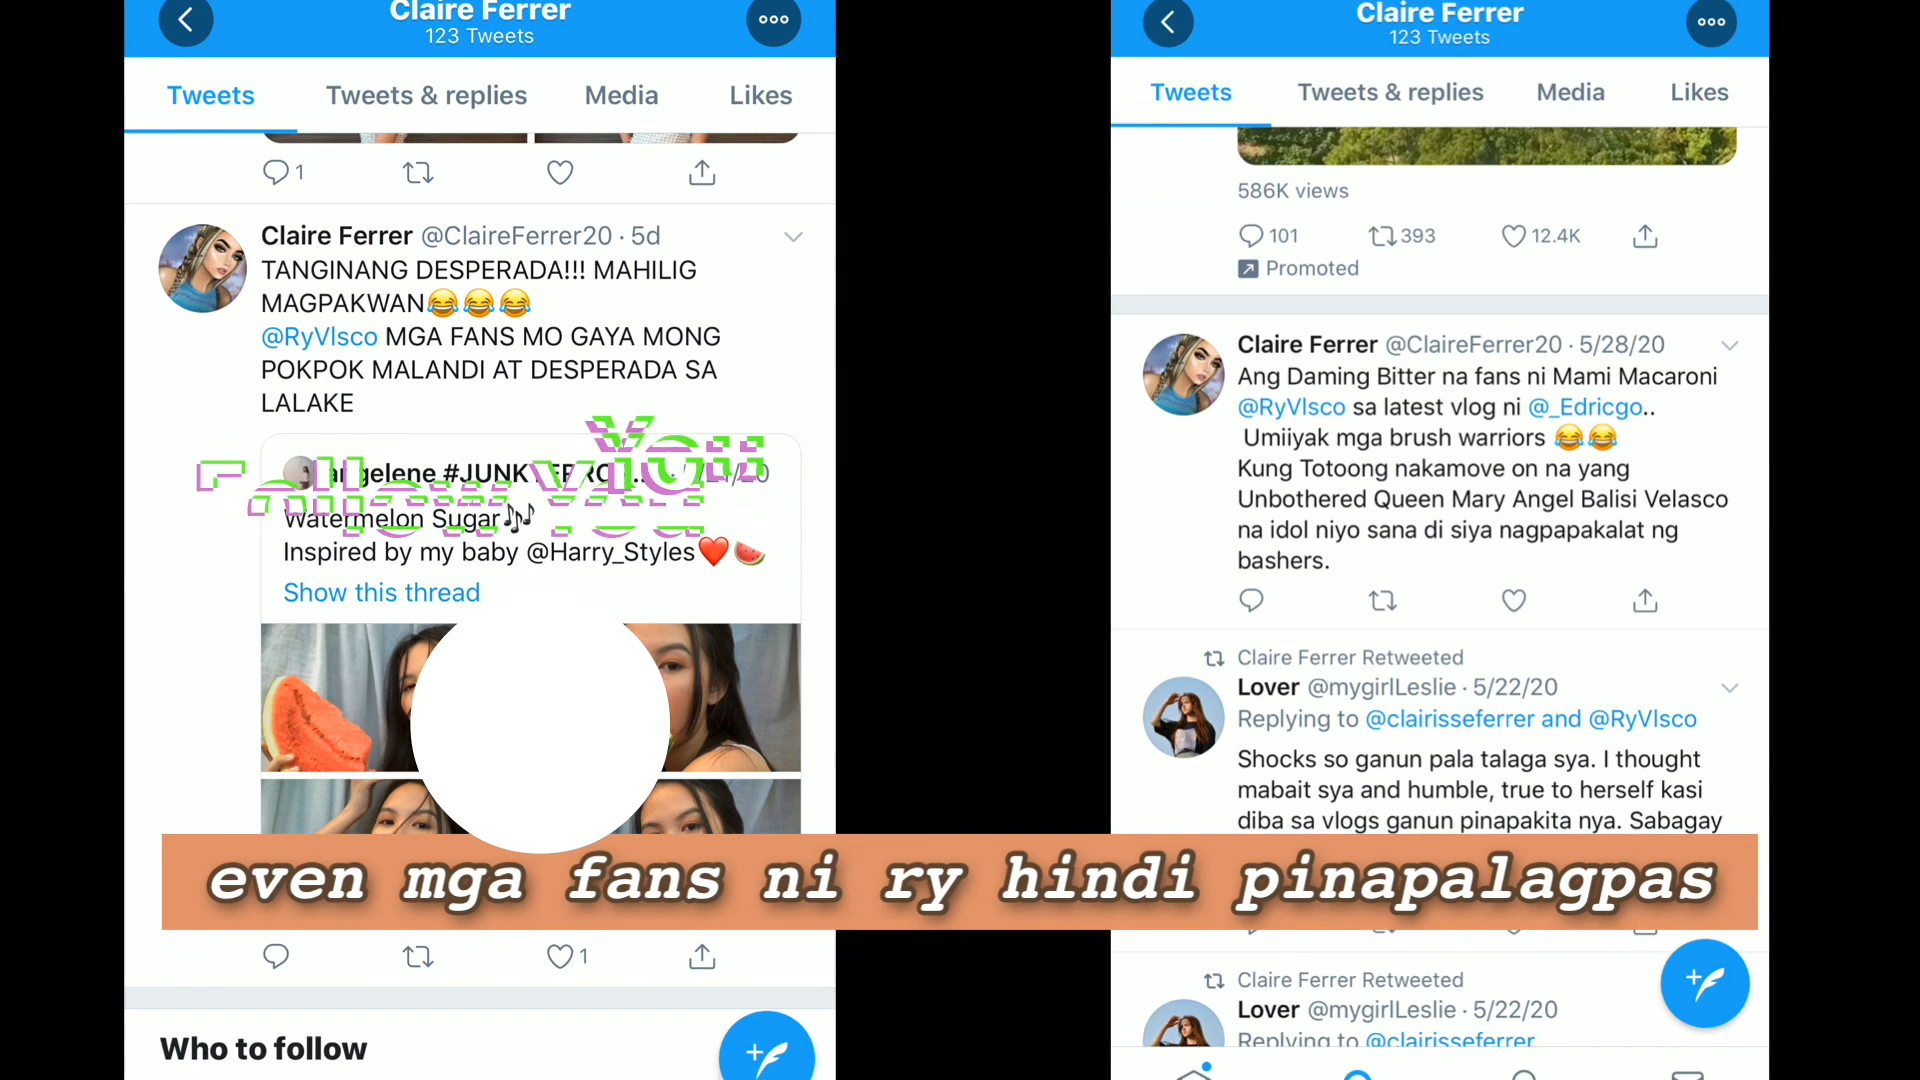 Claire Ferrer
123 Tweets
Tweets Tweets & replies Media Likes
1
Claire Ferrer @ClaireFerrer20 · 5d
TANGINANG DESPERADA!!! MAHILIG
MAGPAKWAN😂😂😂
@RyVlsco MGA FANS MO GAYA MONG
POKPOK MALANDI AT DESPERADA SA
LALAKE
You
Follow You
angelene #JUNK
Watermelon Sugar🎶
Inspired by my baby @Harry_Styles❤️🍉
Show this thread
1
Who to follow
Claire Ferrer
123 Tweets
Tweets Tweets & replies Media Likes
586K views
101 393 12.4K
Promoted
Claire Ferrer @ClaireFerrer20 · 5/28/20
Ang Daming Bitter na fans ni Mami Macaroni
@RyVlsco sa latest vlog ni @_Edricgo..
Umiiyak mga brush warriors 😂😂
Kung Totoong nakamove on na yang
Unbothered Queen Mary Angel Balisi Velasco
na idol niyo sana di siya nagpapakalat ng
bashers.
Claire Ferrer Retweeted
Lover @mygirlLeslie · 5/22/20
Replying to @clairisseferrer and @RyVlsco
Shocks so ganun pala talaga sya. I thought
mabait sya and humble, true to herself kasi
diba sa vlogs ganun pinapakita nya. Sabagay
even mga fans ni ry hindi pinapalagpas
Claire Ferrer Retweeted
Lover @mygirlLeslie · 5/22/20
Replying to @clairisseferrer